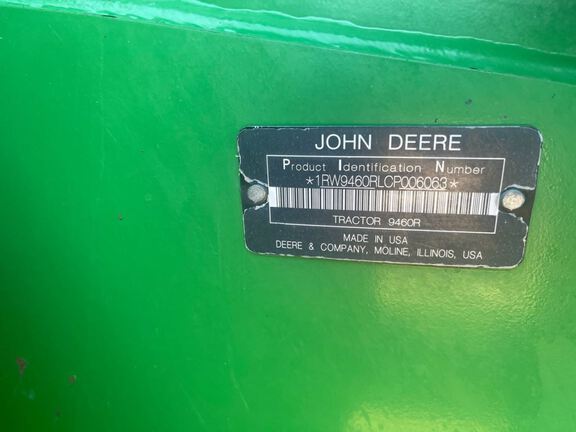 JOHN DEERE
Product Identification Number
*1RW9460RLCP006063*
TRACTOR 9460R
MADE IN USA
DEERE & COMPANY, MOLINE, ILLINOIS, USA